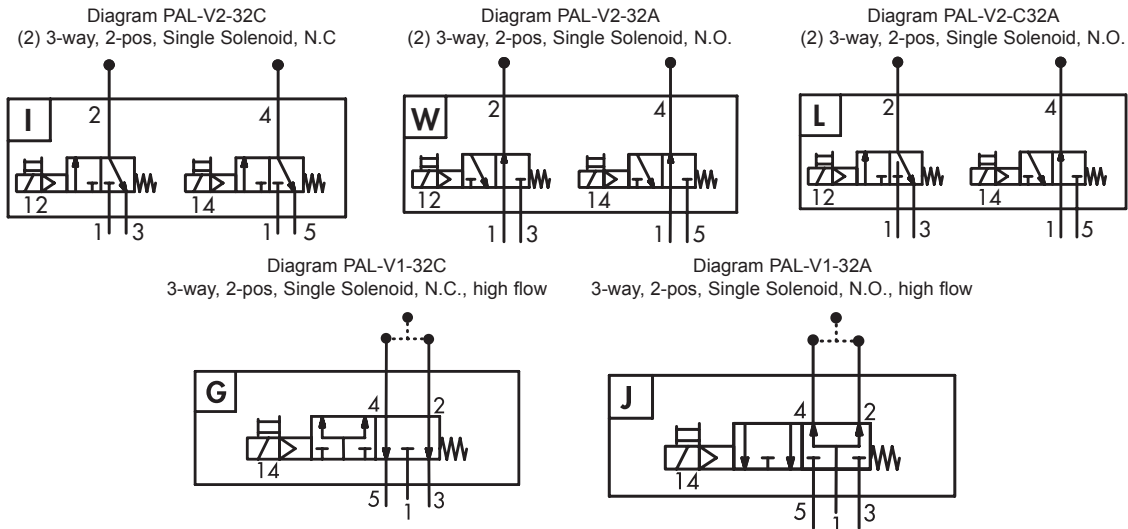 Diagram PAL-V2-32C
(2) 3-way, 2-pos, Single Solenoid, N.C
I
2
4
12
14
1
3
1
5
Diagram PAL-V2-32A
(2) 3-way, 2-pos, Single Solenoid, N.O.
W
2
4
12
14
1
3
1
5
Diagram PAL-V2-C32A
(2) 3-way, 2-pos, Single Solenoid, N.O.
L
2
4
12
14
1
3
1
5
Diagram PAL-V1-32C
3-way, 2-pos, Single Solenoid, N.C., high flow
G
4
2
14
5
1
3
Diagram PAL-V1-32A
3-way, 2-pos, Single Solenoid, N.O., high flow
J
4
2
14
5
1
3